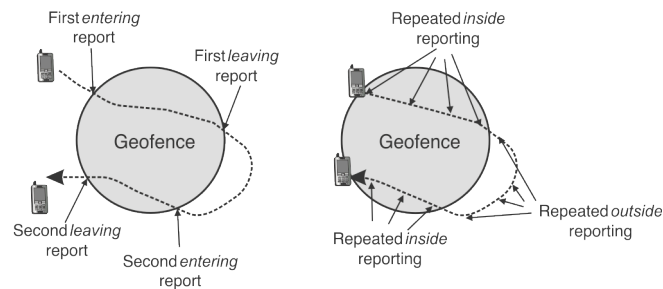 First entering
report
First leaving
report
Geofence
Second leaving
report
Second entering
report
Repeated inside
reporting
Geofence
Repeated outside
reporting
Repeated inside
reporting